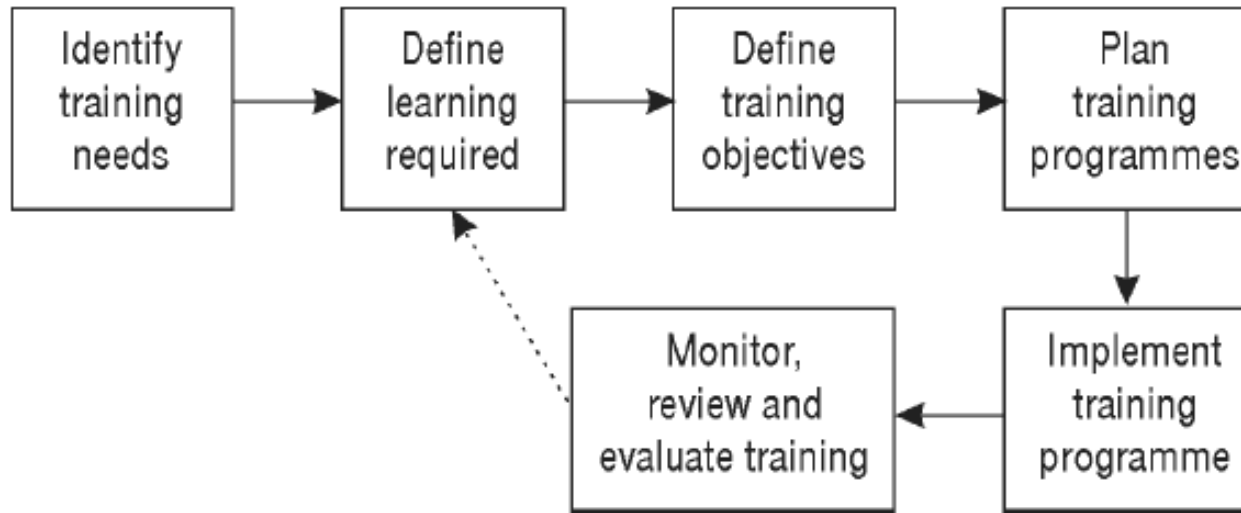 Identify
training
needs
Define
learning
required
Define
training
objectives
Plan
training
programmes
Implement
training
programme
Monitor,
review and
evaluate training